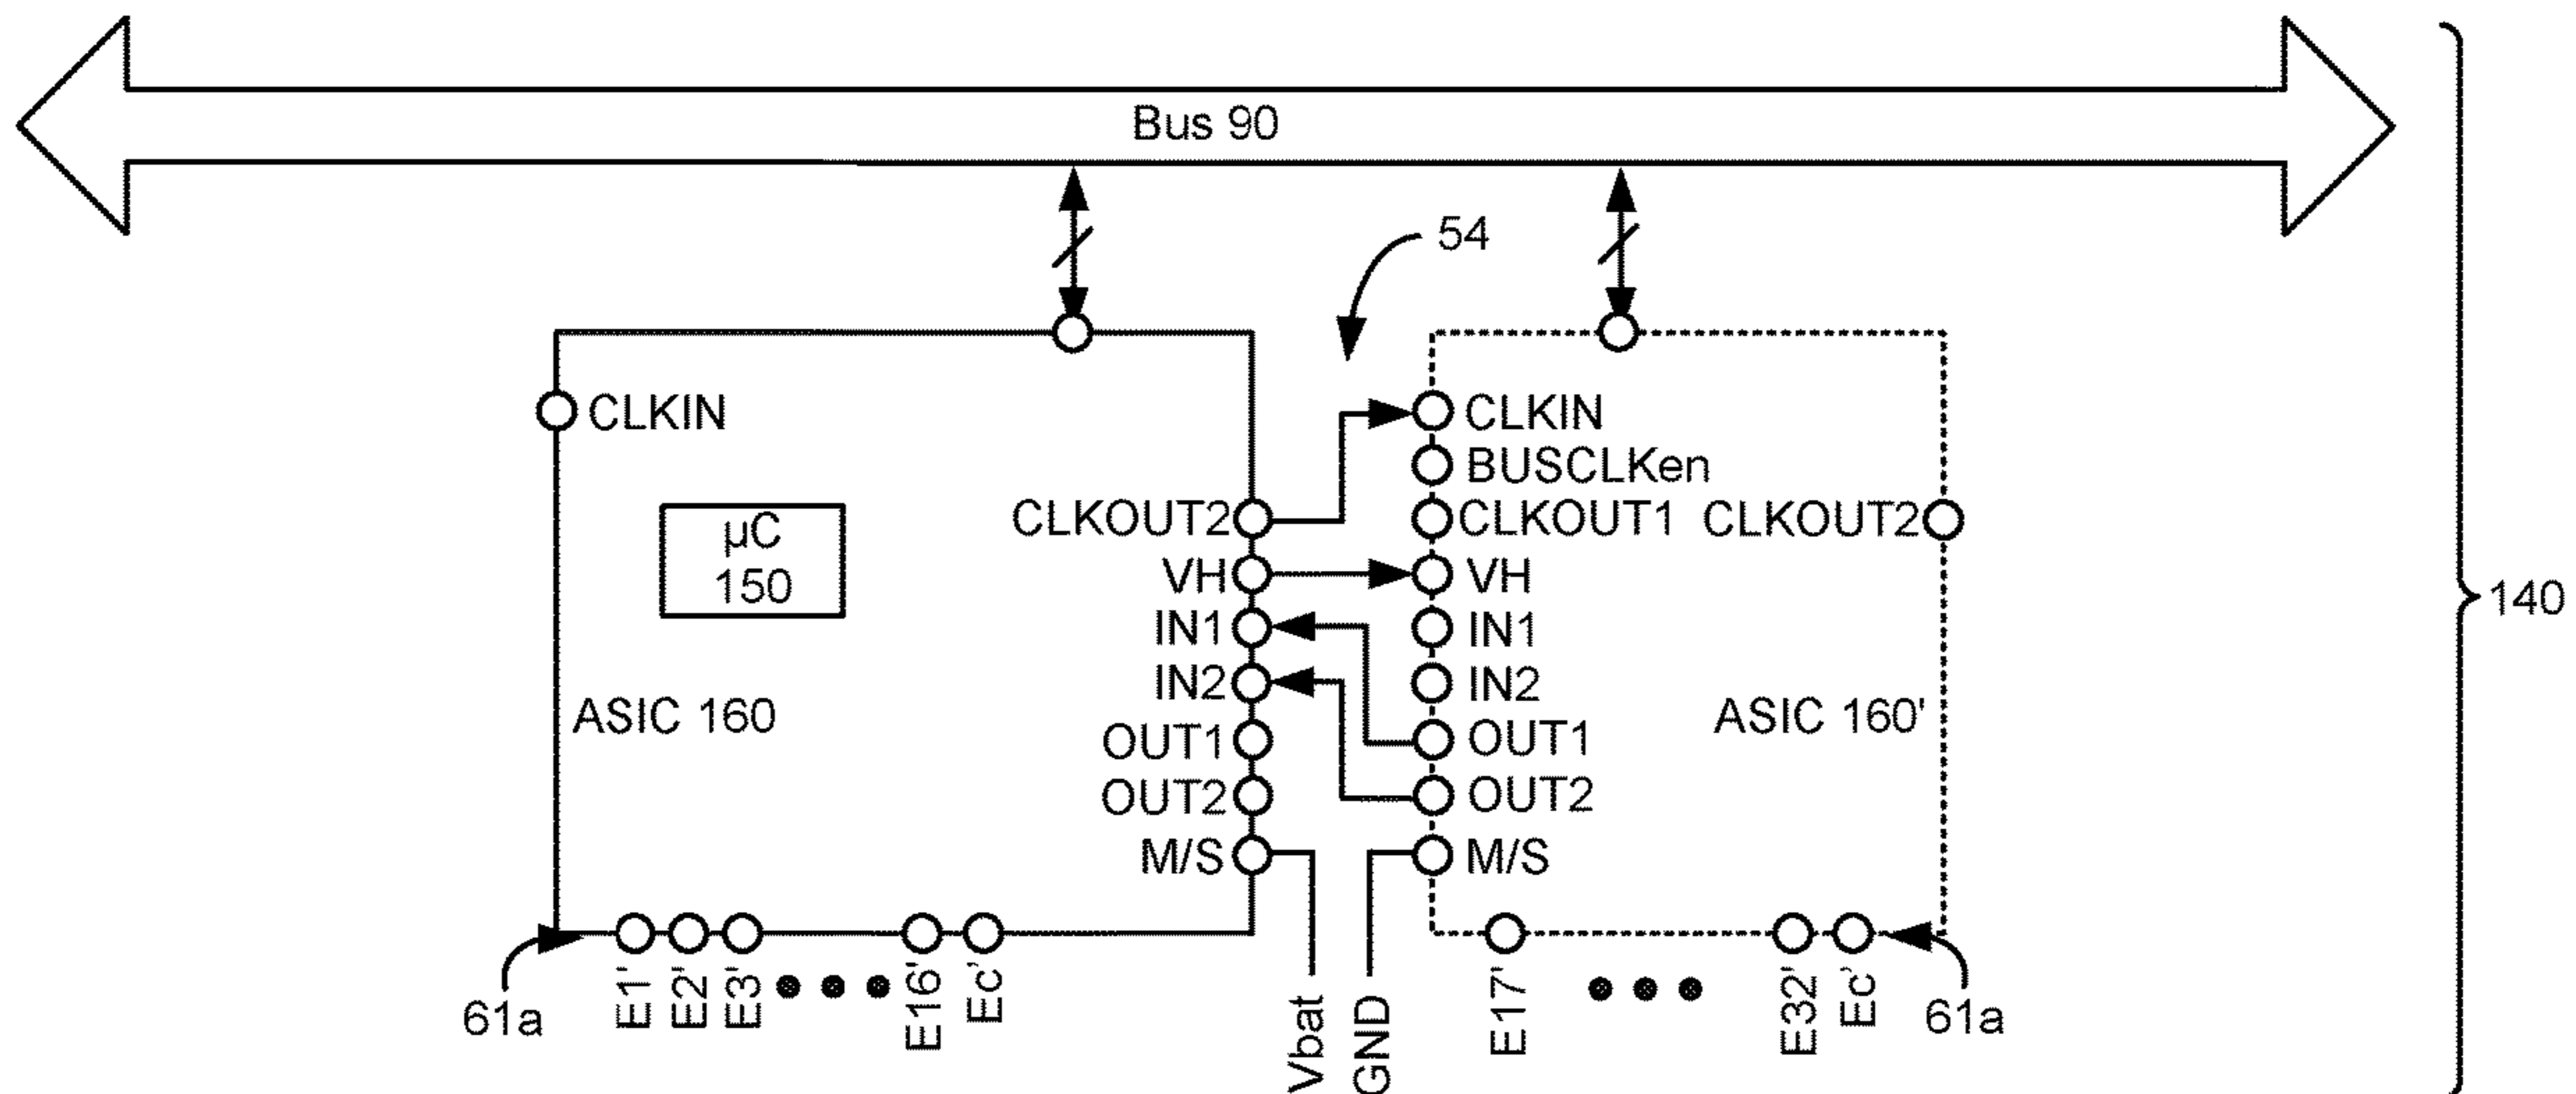 Bus 90
54
CLKIN
CLKIN
BUSCLKen
µC
150
CLKOUT2
CLKOUT1
CLKOUT2
VH
VH
140
IN1
IN1
IN2
IN2
ASIC 160
ASIC 160'
OUT1
OUT1
OUT2
OUT2
M/S
M/S
61a
E1'
E2'
E3'
E16'
Ec'
Vbat
GND
E17'
E32'
Ec'
61a